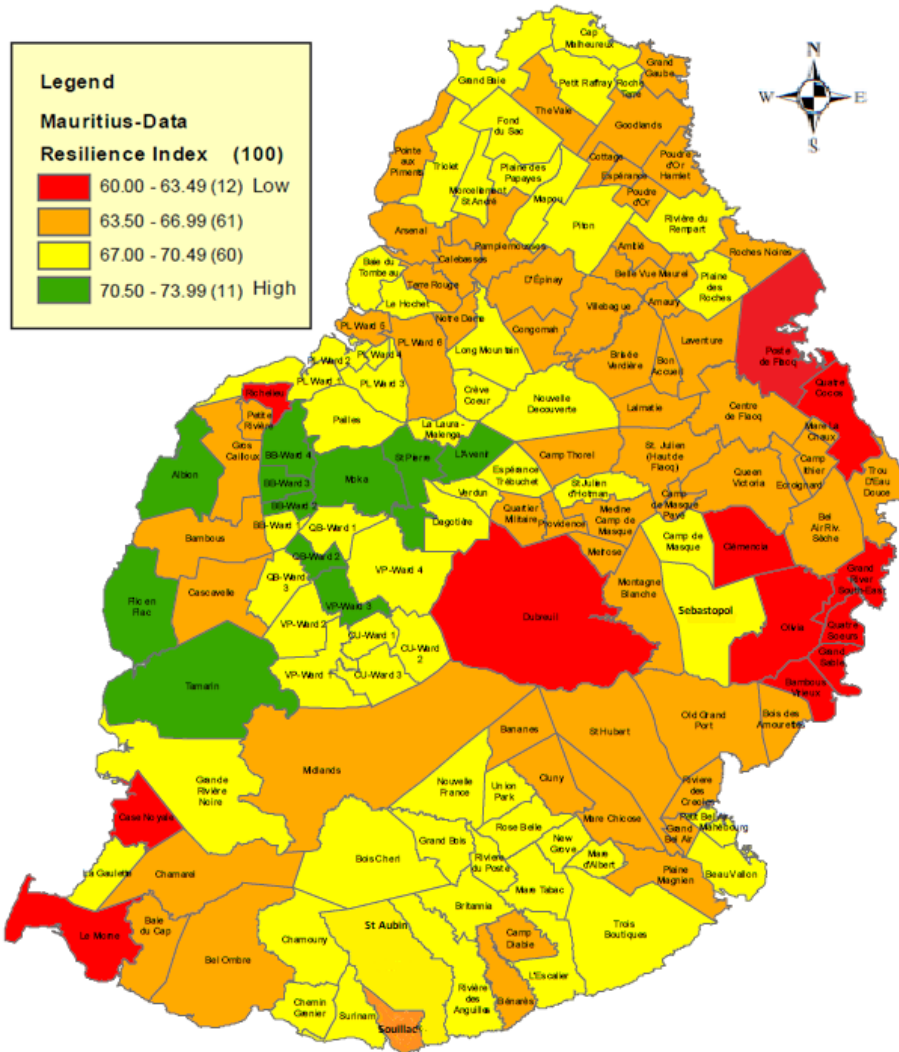 Legend
Mauritius-Data
Resilience Index (100)
60.00 - 63.49 (12) Low
63.50 - 66.99 (61)
67.00 - 70.49 (60)
70.50 - 73.99 (11) High
N
W
E
S
Cap
Malheureux
Grand
Gaube
Grand Baie
Petit Raffray
Roche
Terre
The Vale
Goodlands
Fond
du Sac
Pointe
aux
Piments
Triolet
Cottage
Poudre
d'Or
Hamlet
Plaine des
Papayes
Espérance
Morcellement
St André
Mapou
Poudre
d'Or
Piton
Rivière du
Rempart
Arsenal
Pamplemousses
Amitié
Roches Noires
Calebasses
Baie du
Tombeau
Belle Vue Maurel
Plaine
des
Roches
D'Épinay
Terre Rouge
Le Hochet
Villebague
Amaury
Notre Dame
PL Ward 5
Congomah
PL Ward 6
Laventure
Poste
de Flacq
Long Mountain
Brisée
Verdière
Bon
Accueil
PL-Ward 2
PL-Ward 4
PL Ward 3
PL Ward 1
Quatre
Cocos
Richelieu
Crève
Coeur
Nouvelle
Decouverte
Petite
Rivière
Lalmatie
Centre
de Flacq
Pailles
La Laura -
Malenga
Mare La
Chaux
Gros
Cailloux
BB-Ward 4
St Pierre
L'Avenir
Camp Thorel
St. Julien
(Haut de
Flacq)
Camp
Ithier
Albion
Moka
Espérance
Trébuchet
Queen
Victoria
Ecroignard
Trou
D'Eau
Douce
BB-Ward 3
St Julien
d'Hotman
Verdun
Camp
de Masque
Pavé
BB-Ward 2
Dagotière
Quartier
Militaire
Medine
Camp de
Masque
Bel
Air Riv.
Sèche
BB-Ward 1
QB-Ward 1
Providence
Camp de
Masque
Bambous
Melrose
Clémencia
QB-Ward 2
VP-Ward 4
Grand
River
South-East
QB-Ward
3
Montagne
Blanche
Flic en
Flac
Cascavelle
VP-Ward 3
Sebastopol
Dubreuil
VP-Ward 2
Olivia
Quatre
Soeurs
CU-Ward 1
CU-Ward
2
Grand
Sable
VP-Ward 1
CU-Ward 3
Bambous
Virieux
Tamarin
Old Grand
Port
Bois des
Amourettes
Bananes
St Hubert
Midlands
Grande
Rivière
Noire
Cluny
Nouvelle
France
Riviere
des
Creoles
Union
Park
Case Noyale
Mare Chicose
Petit Bel Air
Mahebourg
Rose Belle
Grand
Bel Air
Grand Bois
New
Grove
Bois Cheri
Riviere
du Poste
Mare
d'Albert
La Gaulette
Chamarel
Plaine
Magnien
Beau Vallon
Mare Tabac
Britannia
Baie
du Cap
St Aubin
Trois
Boutiques
Le Morne
Camp
Diable
Chamouny
Bel Ombre
L'Escalier
Rivière
des
Anguilles
Bénarès
Chemin
Grenier
Surinam
Souillac